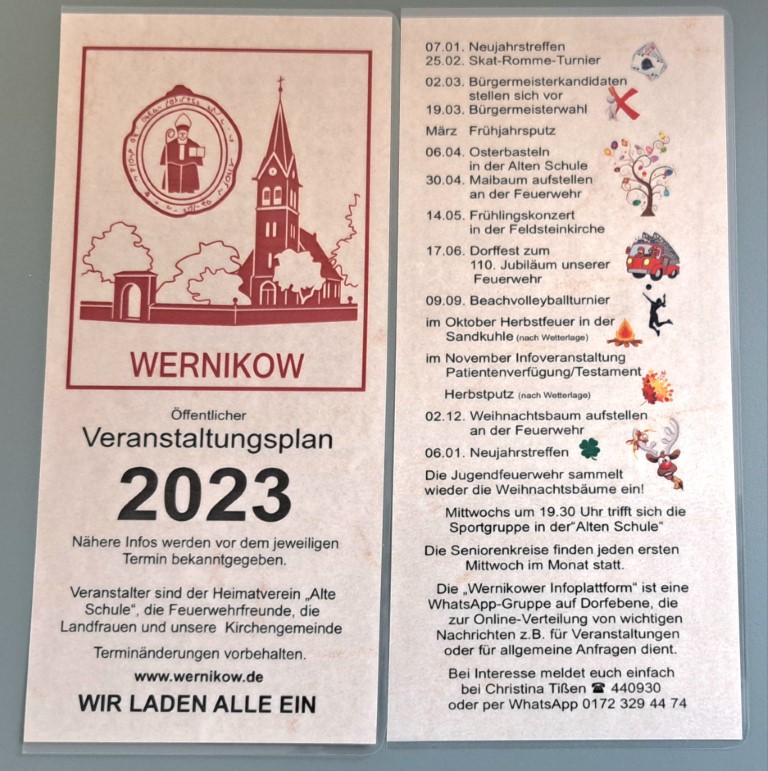 WERNIKOW
Öffentlicher
Veranstaltungsplan
2023
Nähere Infos werden vor dem jeweiligen
Termin bekanntgegeben.
Veranstalter sind der Heimatverein „Alte
Schule“, die Feuerwehrfreunde, die
Landfrauen und unsere Kirchengemeinde
Terminänderungen vorbehalten.
www.wernikow.de
WIR LADEN ALLE EIN
07.01. Neujahrstreffen
25.02. Skat-Romme-Turnier
02.03. Bürgermeisterkandidaten
stellen sich vor
19.03. Bürgermeisterwahl
März Frühjahrsputz
06.04. Osterbasteln
in der Alten Schule
30.04. Maibaum aufstellen
an der Feuerwehr
14.05. Frühlingskonzert
in der Feldsteinkirche
17.06. Dorffest zum
110. Jubiläum unserer
Feuerwehr
09.09. Beachvolleyballturnier
im Oktober Herbstfeuer in der
Sandkuhle (nach Wetterlage)
im November Infoveranstaltung
Patientenverfügung/Testament
Herbstputz (nach Wetterlage)
02.12. Weihnachtsbaum aufstellen
an der Feuerwehr
06.01. Neujahrstreffen
Die Jugendfeuerwehr sammelt
wieder die Weihnachtsbäume ein!
Mittwochs um 19.30 Uhr trifft sich die
Sportgruppe in der"Alten Schule"
Die Seniorenkreise finden jeden ersten
Mittwoch im Monat statt.
Die „Wernikower Infoplattform“ ist eine
WhatsApp-Gruppe auf Dorfebene, die
zur Online-Verteilung von wichtigen
Nachrichten z.B. für Veranstaltungen
oder für allgemeine Anfragen dient.
Bei Interesse meldet euch einfach
bei Christina Tißen ☎ 440930
oder per WhatsApp 0172 329 44 74